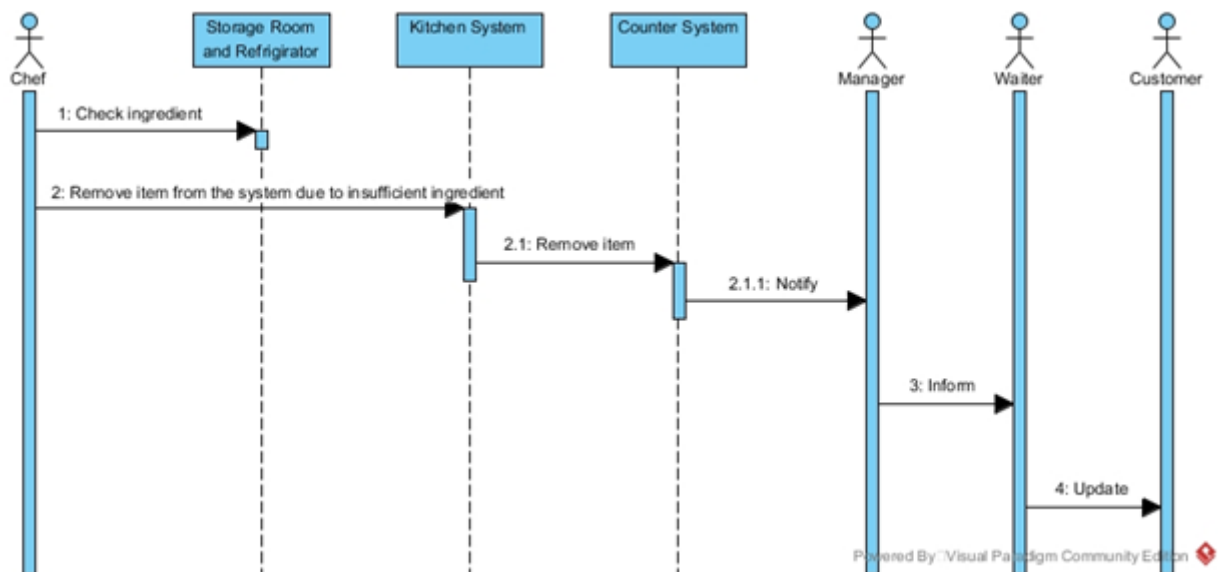 Storage Room
and Refrigirator
Kitchen System
Counter System
Chef
Manager
Waiter
Customer
1: Check ingredient
2: Remove item from the system due to insufficient ingredient
2.1: Remove item
2.1.1: Notify
3: Inform
4: Update
Powered By Visual Paradigm Community Edition